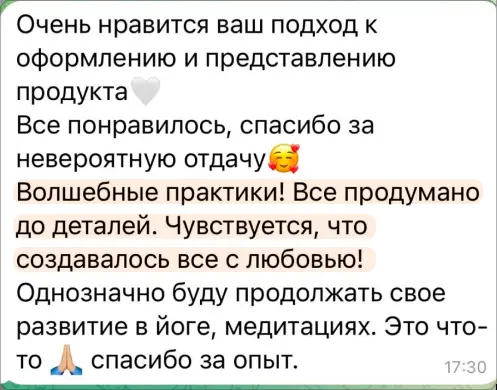 Очень нравится ваш подход к
оформлению и представлению
продукта🤍
Все понравилось, спасибо за
невероятную отдачу🥰
Волшебные практики! Все продумано
до деталей. Чувствуется, что
создавалось все с любовью!
Однозначно буду продолжать свое
развитие в йоге, медитациях. Это что-
то 🙏🏼 спасибо за опыт.
17:30